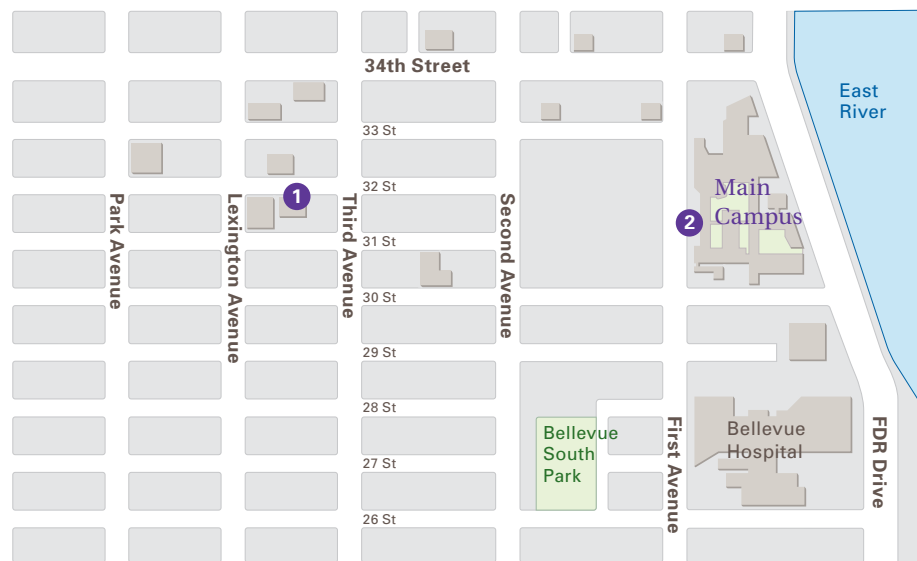 34th Street
East
River
33 St
32 St
1
Main
Campus
2
Park Avenue
Lexington Avenue
Third Avenue
Second Avenue
31 St
30 St
29 St
28 St
27 St
26 St
Bellevue
South
Park
First Avenue
Bellevue
Hospital
FDR Drive